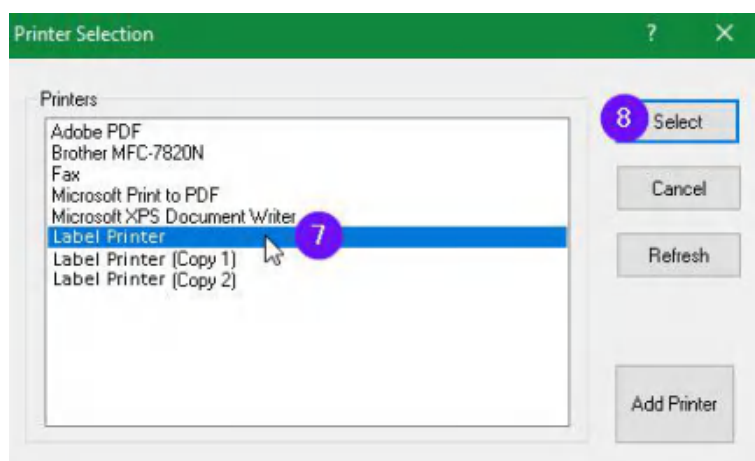 Printer Selection ? X
Printers
Adobe PDF
Brother MFC-7820N
Fax
Microsoft Print to PDF
Microsoft XPS Document Writer
Label Printer
7
Label Printer (Copy 1)
Label Printer (Copy 2)
8 Select
Cancel
Refresh
Add Printer